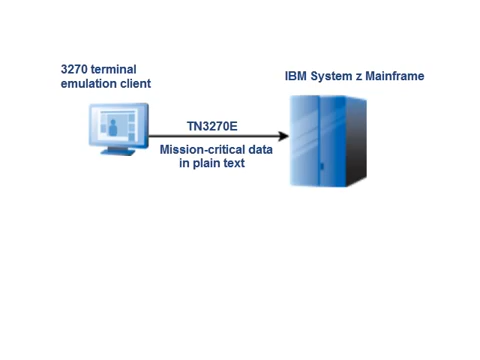 3270 terminal
emulation client
IBM System z Mainframe
TN3270E
Mission-critical data
in plain text